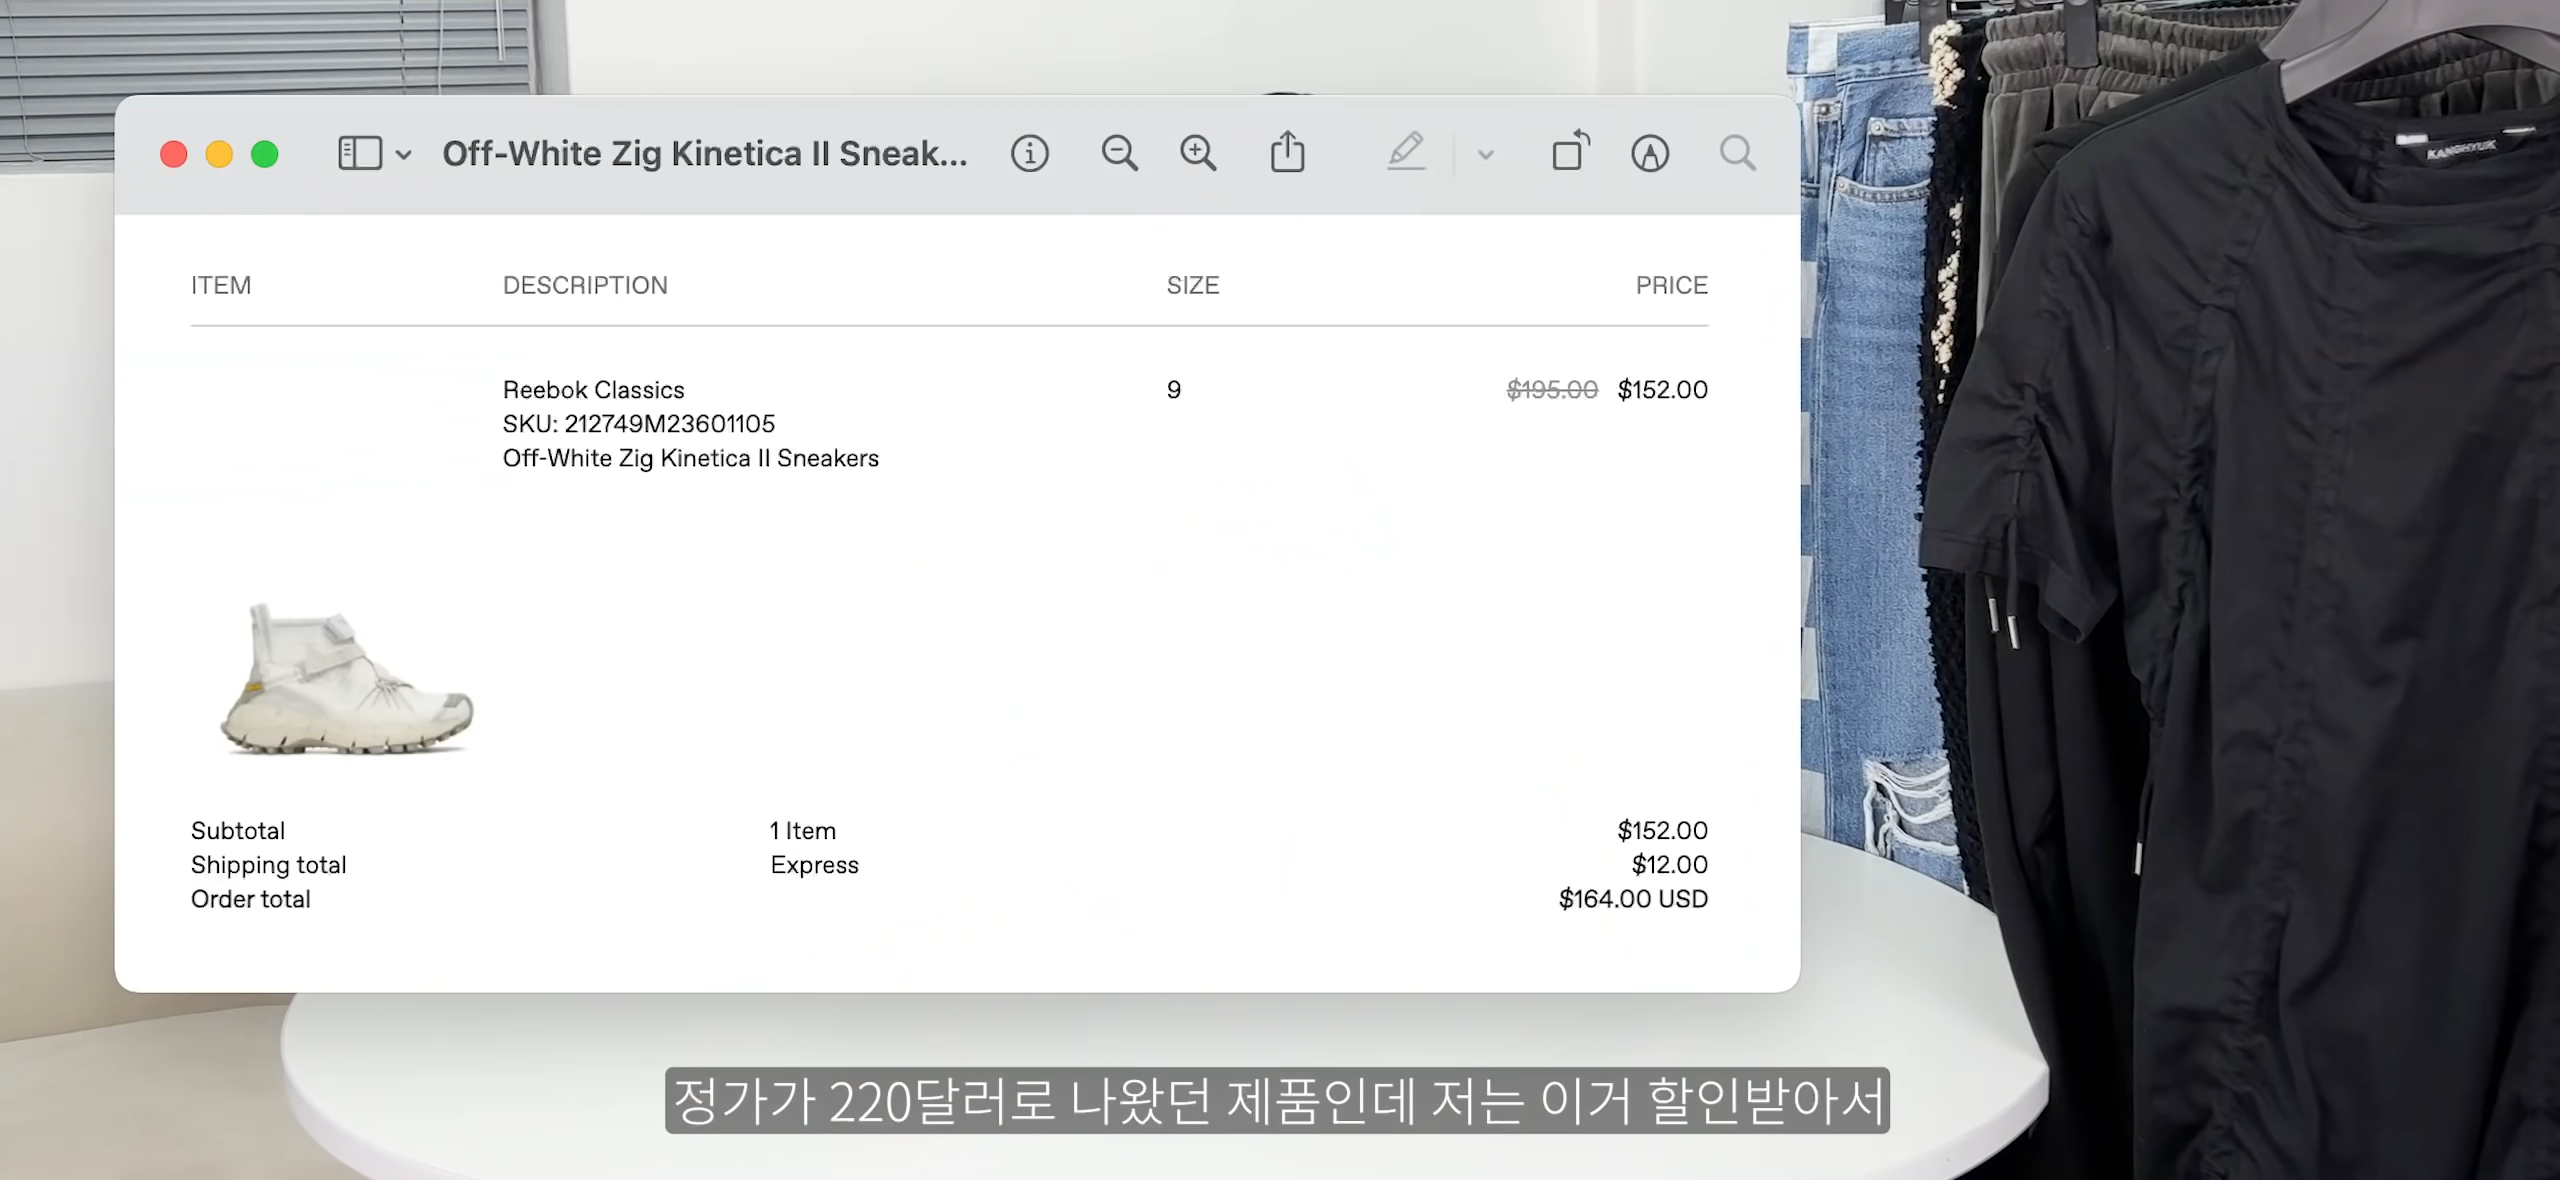 Off-White Zig Kinetica II Sneak...
ITEM DESCRIPTION SIZE PRICE
Reebok Classics 9 $195.00 $152.00
SKU: 212749M23601105
Off-White Zig Kinetica II Sneakers
Subtotal 1 Item $152.00
Shipping total Express $12.00
Order total $164.00 USD
KANGHYUK
정가가 220달러로 나왔던 제품인데 저는 이거 할인받아서